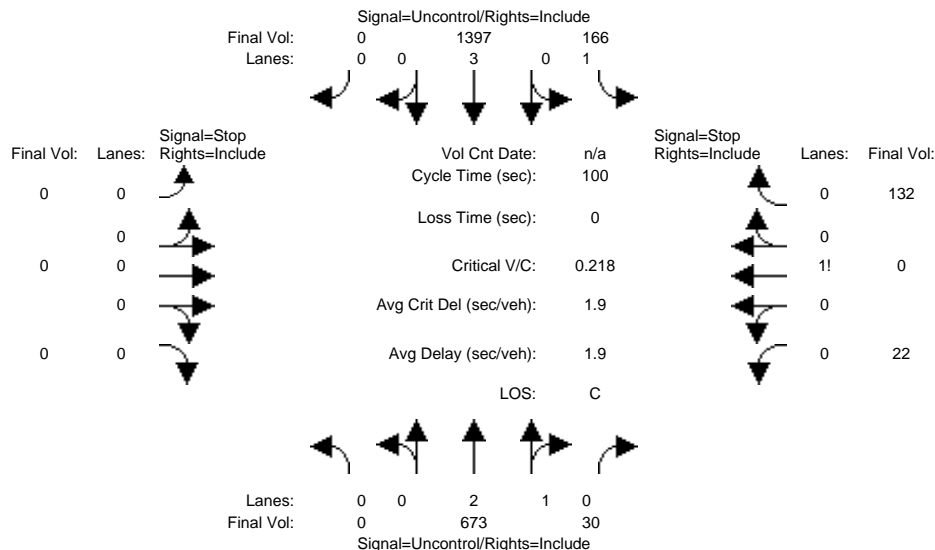 Signal=Uncontrol/Rights=Include
Final Vol: 0 1397 166
Lanes: 0 0 3 0 1
Signal=Stop
Final Vol: Lanes: Rights=Include
Vol Cnt Date: n/a
Signal=Stop
Rights=Include Lanes: Final Vol:
Cycle Time (sec): 100
0 0
0 132
Loss Time (sec): 0
0
0
0 0
Critical V/C: 0.218
1! 0
0
Avg Crit Del (sec/veh): 1.9
0
0 0
Avg Delay (sec/veh): 1.9
0 22
LOS: C
Lanes: 0 0 2 1 0
Final Vol: 0 673 30
Signal=Uncontrol/Rights=Include